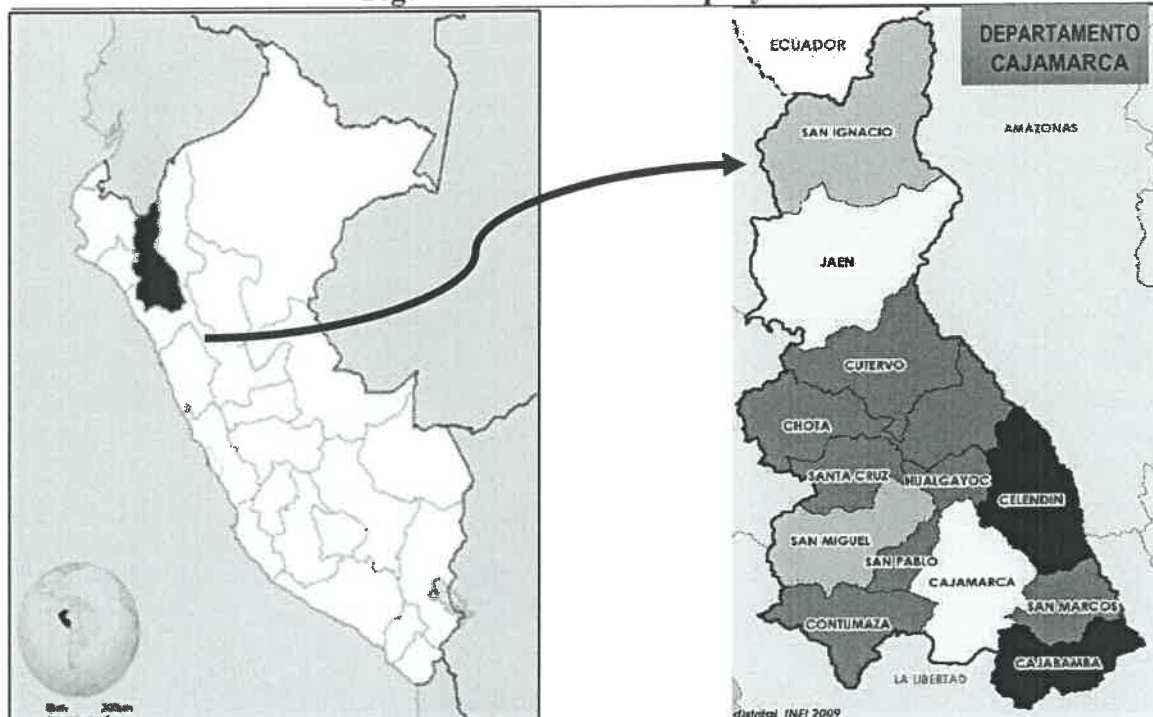 DEPARTAMENTO
CAJAMARCA
ECUADOR
AMAZONAS
SAN IGNACIO
JAEN
CUTERVO
CHOTA
SANTA CRUZ
HUALGAYOC
CELENDIN
SAN MIGUEL
SAN PABLO
CAJAMARCA
SAN MARCOS
CONTUMAZA
CAJABAMBA
LA LIBERTAD
distrital INEI 2009